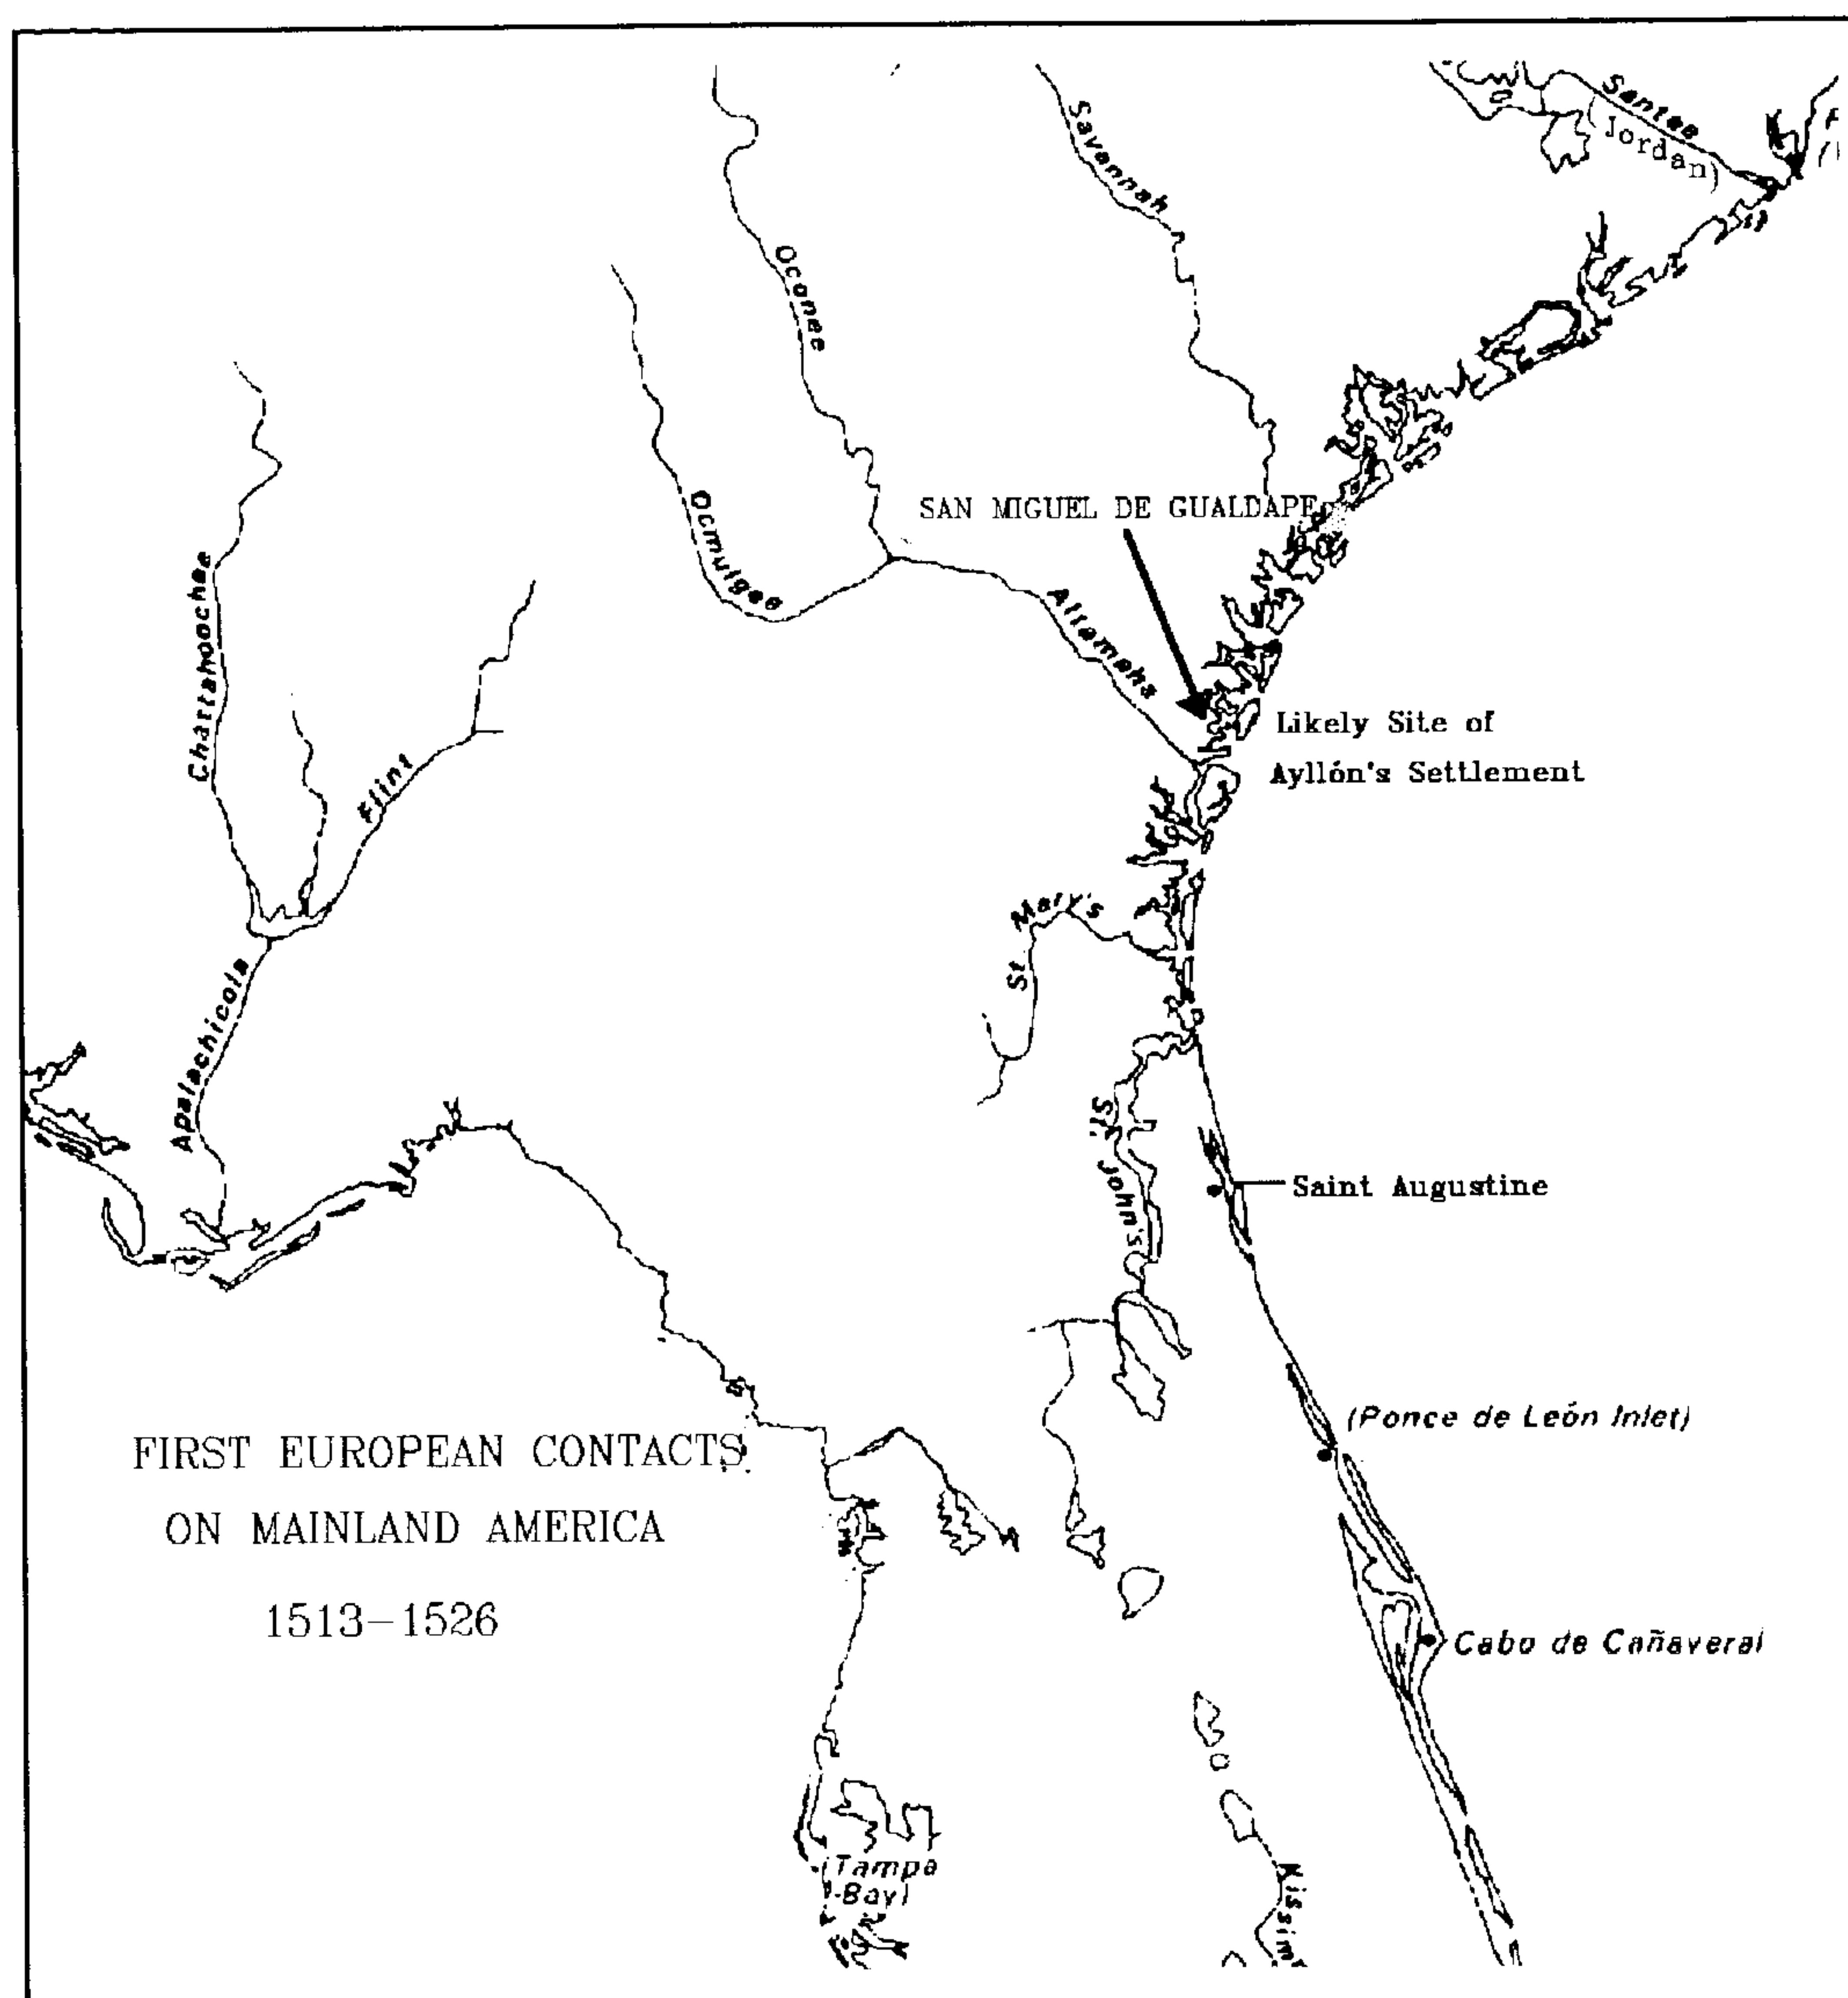 Santee
(Jordan)
Savannah
Oconee
SAN MIGUEL DE GUALDAPE
Ocmulgee
Altamaha
Chattahoochee
Flint
Likely Site of
Ayllón's Settlement
St. Mary's
Apalachicola
St. John's
Saint Augustine
(Ponce de León Inlet)
FIRST EUROPEAN CONTACTS
ON MAINLAND AMERICA
1513–1526
Cabo de Cañaveral
(Tampa
Bay)
Kissim